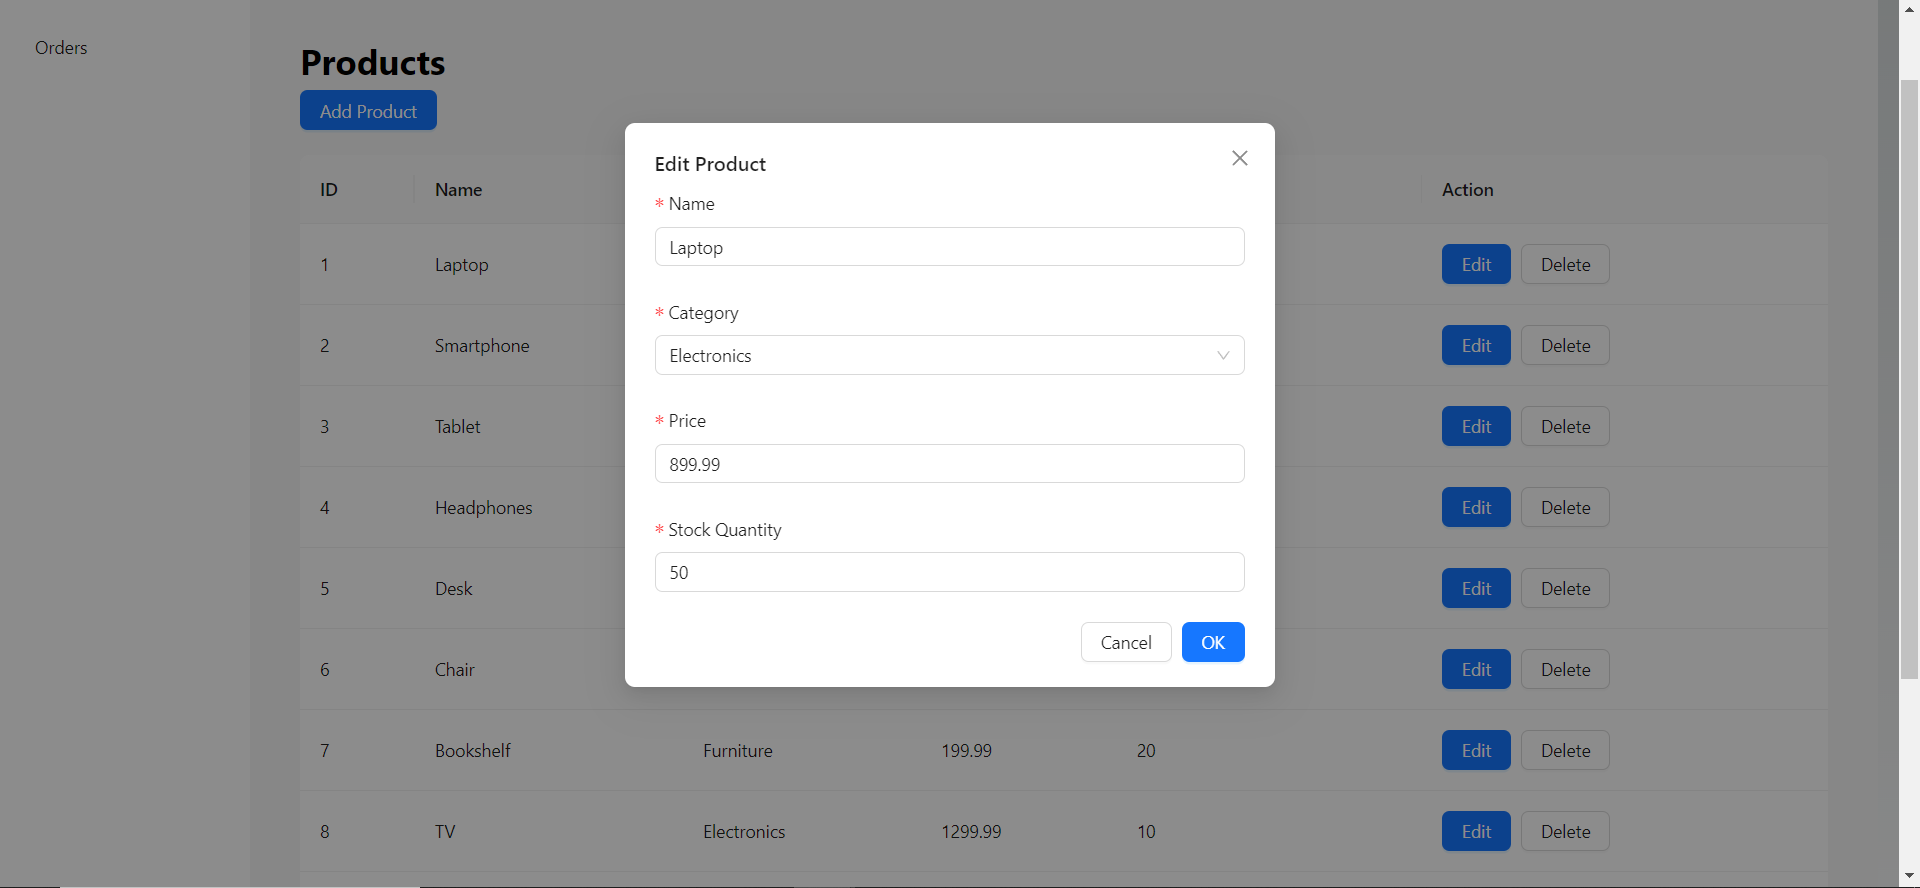 Orders
Products
Add Product
ID Name Action
1 Laptop Edit Delete
2 Smartphone Edit Delete
3 Tablet Edit Delete
4 Headphones Edit Delete
5 Desk Edit Delete
6 Chair Edit Delete
7 Bookshelf Furniture 199.99 20 Edit Delete
8 TV Electronics 1299.99 10 Edit Delete
Edit Product
* Name
Laptop
* Category
Electronics
* Price
899.99
* Stock Quantity
50
Cancel OK